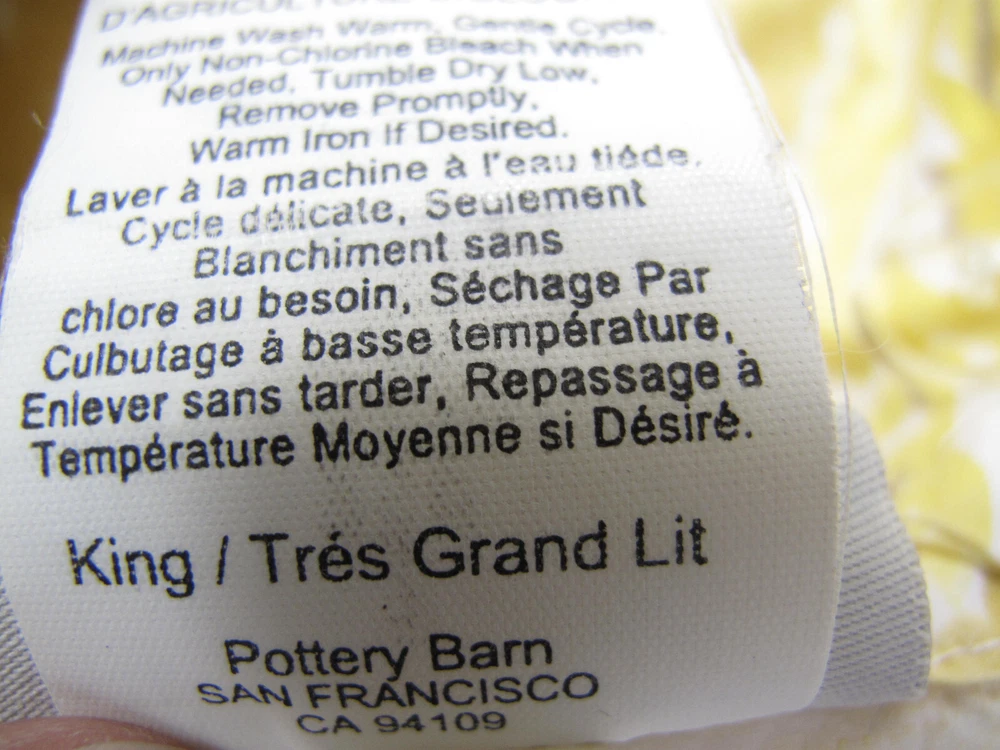 D'AGRICULTURE
Machine Wash Warm, Gentle Cycle.
Only Non-Chlorine Bleach When
Needed. Tumble Dry Low.
Remove Promptly.
Warm Iron If Desired.
Laver à la machine à l'eau tiéde.
Cycle délicate, Seulement
Blanchiment sans
chlore au besoin, Séchage Par
Culbutage à basse température,
Enlever sans tarder, Repassage à
Température Moyenne si Désiré.
King / Trés Grand Lit
Pottery Barn
SAN FRANCISCO
CA 94109